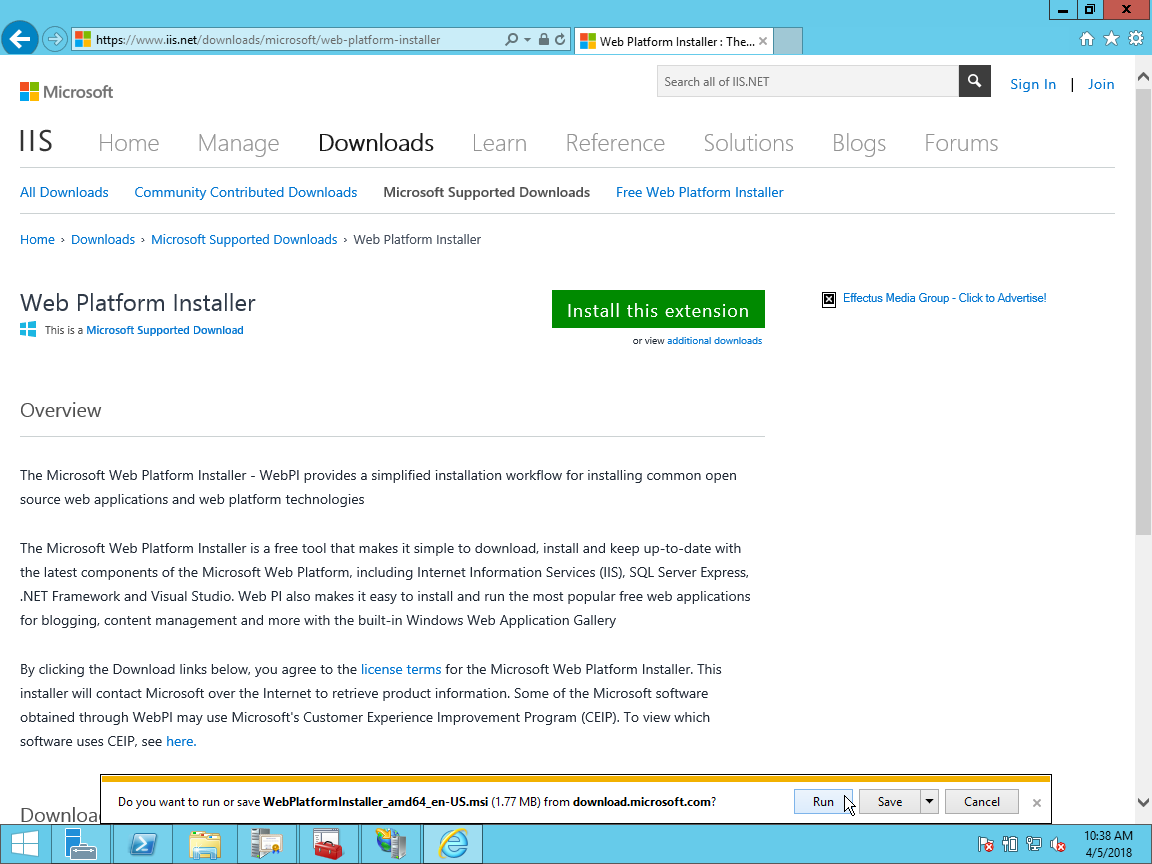 https://www.iis.net/downloads/microsoft/web-platform-installer
Web Platform Installer : The...
Microsoft
Search all of IIS.NET
Sign In | Join
IIS Home Manage Downloads Learn Reference Solutions Blogs Forums
All Downloads Community Contributed Downloads Microsoft Supported Downloads Free Web Platform Installer
Home › Downloads › Microsoft Supported Downloads › Web Platform Installer
Web Platform Installer
This is a Microsoft Supported Download
Install this extension
or view additional downloads
Effectus Media Group - Click to Advertise!
Overview
The Microsoft Web Platform Installer - WebPI provides a simplified installation workflow for installing common open
source web applications and web platform technologies
The Microsoft Web Platform Installer is a free tool that makes it simple to download, install and keep up-to-date with
the latest components of the Microsoft Web Platform, including Internet Information Services (IIS), SQL Server Express,
.NET Framework and Visual Studio. Web PI also makes it easy to install and run the most popular free web applications
for blogging, content management and more with the built-in Windows Web Application Gallery
By clicking the Download links below, you agree to the license terms for the Microsoft Web Platform Installer. This
installer will contact Microsoft over the Internet to retrieve product information. Some of the Microsoft software
obtained through WebPI may use Microsoft's Customer Experience Improvement Program (CEIP). To view which
software uses CEIP, see here.
Downloa
Do you want to run or save WebPlatformInstaller_amd64_en-US.msi (1.77 MB) from download.microsoft.com?
Run Save Cancel
10:38 AM
4/5/2018